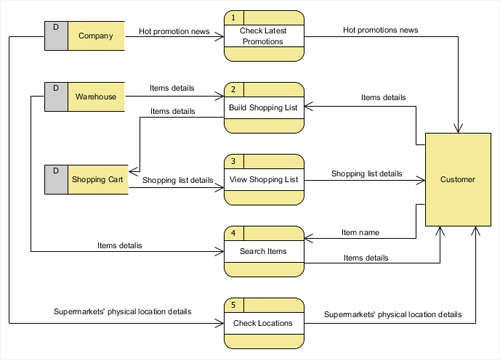 D
Company
Hot promotion news
1
Check Latest
Promotions
Hot promotions news
D
Warehouse
Items details
2
Build Shopping List
Items details
Items details
D
Shopping Cart
Shopping list details
3
View Shopping List
Shopping list details
Customer
4
Search Items
Items details
Item name
Items details
5
Check Locations
Supermarkets' physical location details
Supermarkets' physical location details